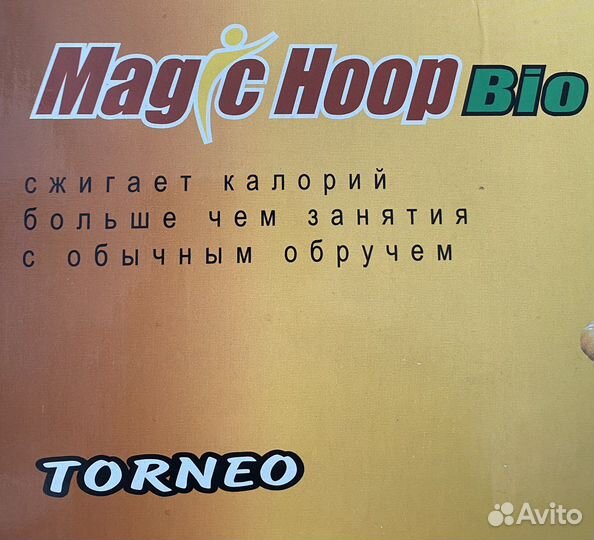 Magic Hoop Bio
сжигает калорий
больше чем занятия
с обычным обручем
TORNEO
Avito